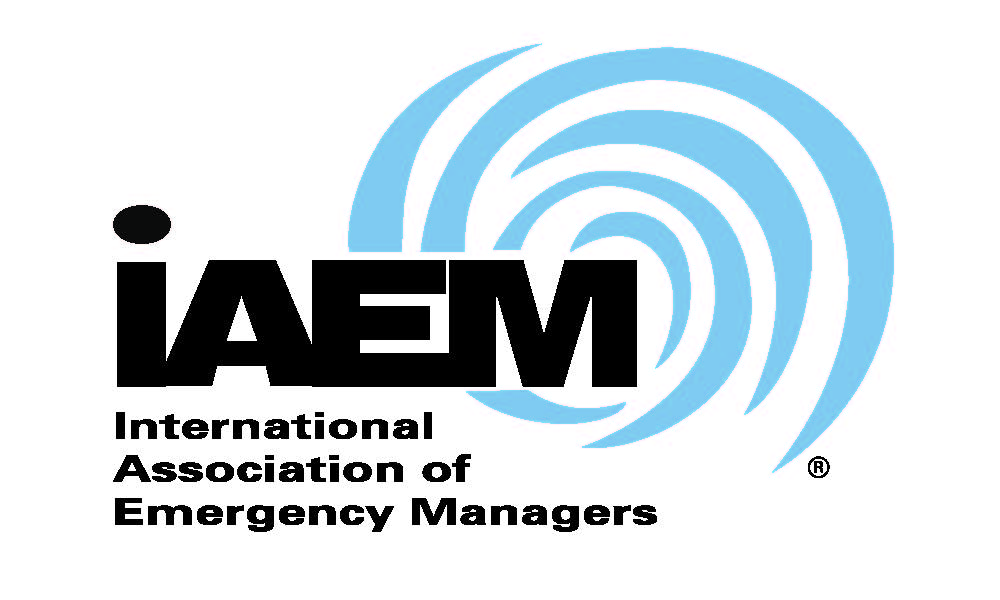 iAEM
International
Association of
Emergency Managers
®